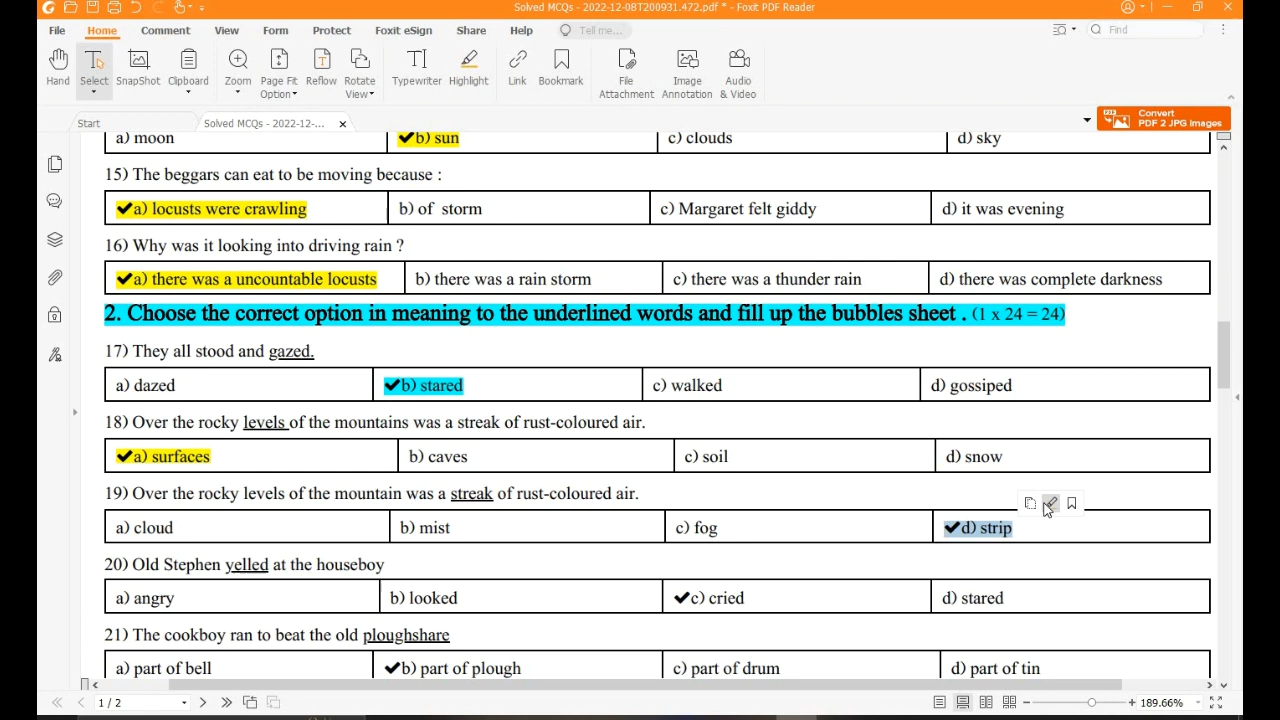 Solved MCQs - 2022-12-08T200931.472.pdf * - Foxit PDF Reader
File Home Comment View Form Protect Foxit eSign Share Help Tell me... Find
Hand Select SnapShot Clipboard Zoom Page Fit Option Reflow Rotate View Typewriter Highlight Link Bookmark File Attachment Image Annotation Audio & Video
Start Solved MCQs - 2022-12-... Convert PDF 2 JPG Images
a) moon ✔b) sun c) clouds d) sky
15) The beggars can eat to be moving because :
✔a) locusts were crawling b) of storm c) Margaret felt giddy d) it was evening
16) Why was it looking into driving rain ?
✔a) there was a uncountable locusts b) there was a rain storm c) there was a thunder rain d) there was complete darkness
2. Choose the correct option in meaning to the underlined words and fill up the bubbles sheet . (1 x 24 = 24)
17) They all stood and gazed.
a) dazed ✔b) stared c) walked d) gossiped
18) Over the rocky levels of the mountains was a streak of rust-coloured air.
✔a) surfaces b) caves c) soil d) snow
19) Over the rocky levels of the mountain was a streak of rust-coloured air.
a) cloud b) mist c) fog ✔d) strip
20) Old Stephen yelled at the houseboy
a) angry b) looked ✔c) cried d) stared
21) The cookboy ran to beat the old ploughshare
a) part of bell ✔b) part of plough c) part of drum d) part of tin
1 / 2 189.66%